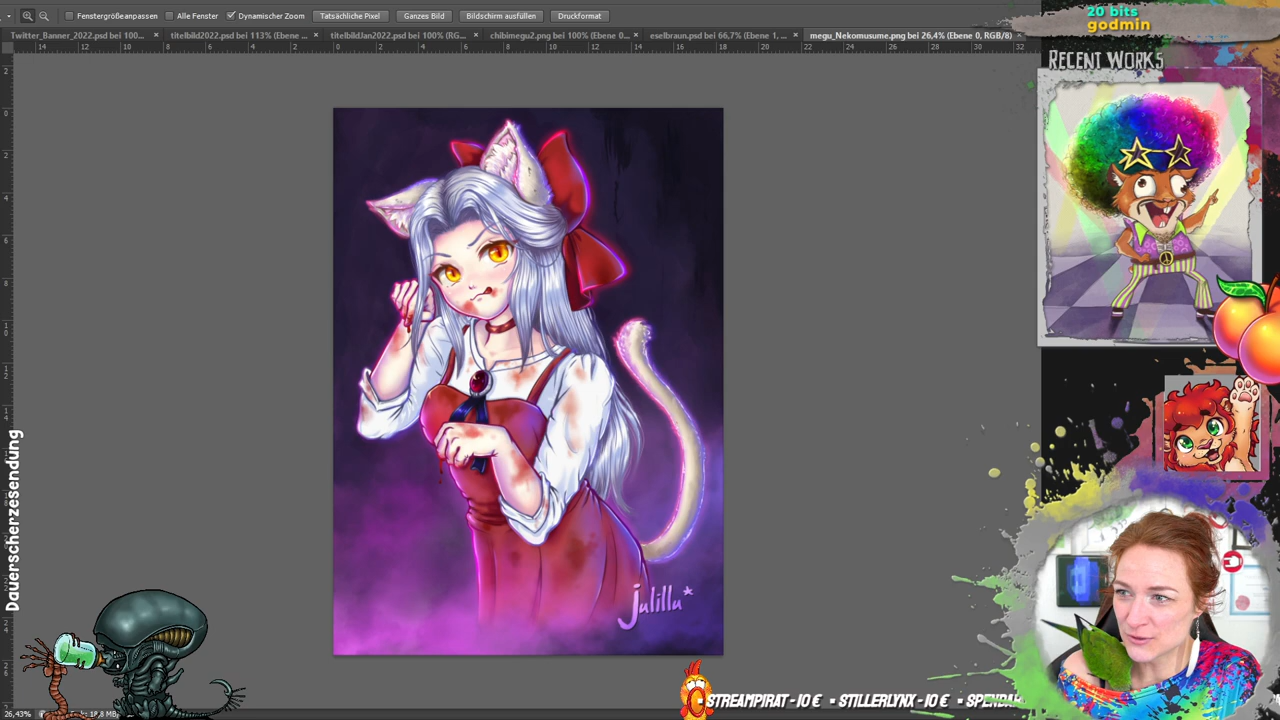 Fenstergröße anpassen
Alle Fenster
Dynamischer Zoom
Tatsächliche Pixel
Ganzes Bild
Bildschirm ausfüllen
Druckformat
Twitter_Banner_2022.psd bei 100...
titelbild2022.psd bei 113% (Ebene ...
titelbildJan2022.psd bei 100% (RG...
chibimegu2.png bei 100% (Ebene 0...
eselbraun.psd bei 66,7% (Ebene 1, ...
megu_Nekomusume.png bei 26,4% (Ebene 0, RGB/8)
20 bits
godmin
Recent Works
Dauerscherzesendung
julillu
26,43%
STREAMPIRAT - 10 € ▪ STILLERLYNX - 10 €